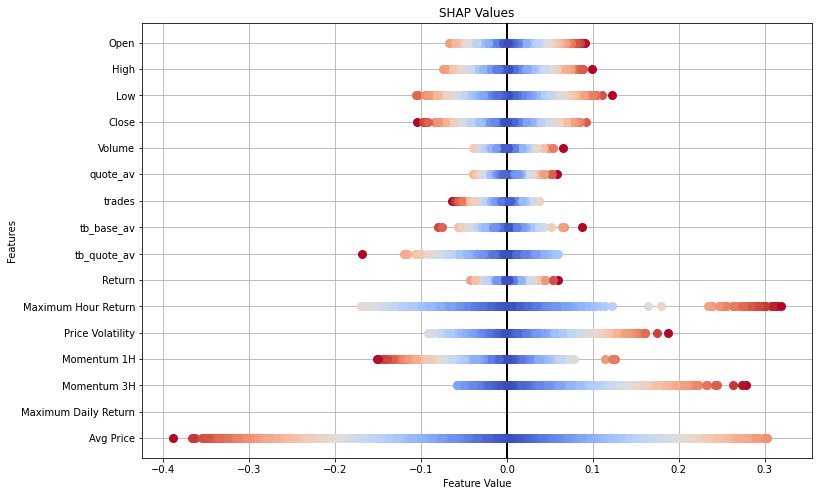 SHAP Values
Features
Open
High
Low
Close
Volume
quote_av
trades
tb_base_av
tb_quote_av
Return
Maximum Hour Return
Price Volatility
Momentum 1H
Momentum 3H
Maximum Daily Return
Avg Price
−0.4 −0.3 −0.2 −0.1 0.0 0.1 0.2 0.3
Feature Value